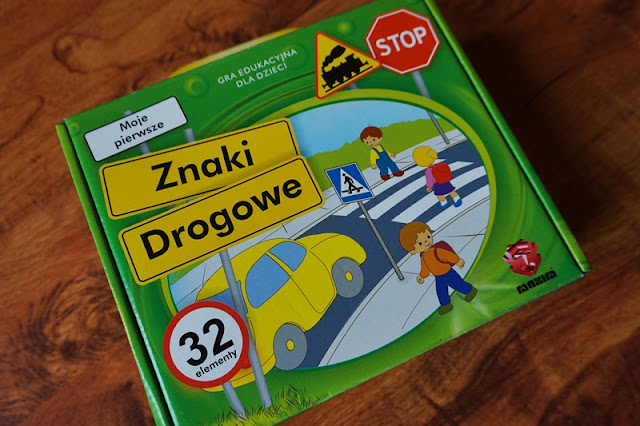 GRA EDUKACYJNA
DLA DZIECI
STOP
Moje
pierwsze
Znaki
Drogowe
32
elementy